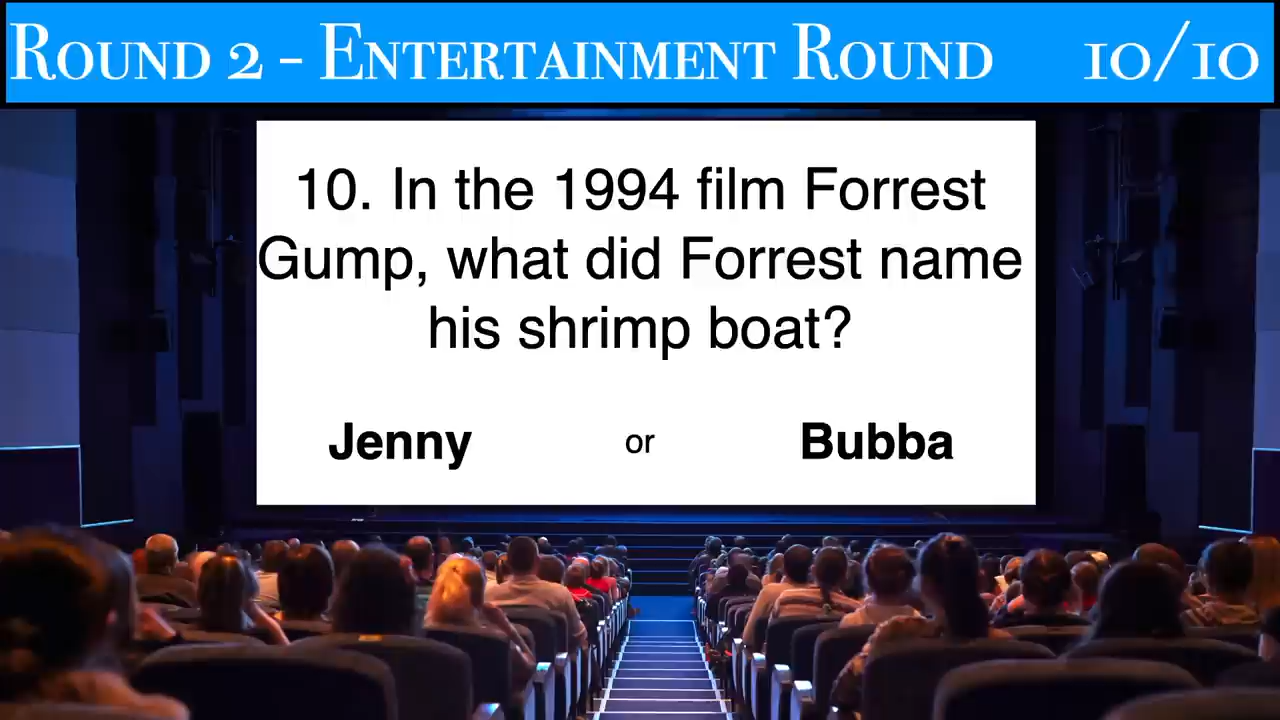 Round 2 - Entertainment Round 10/10
10. In the 1994 film Forrest
Gump, what did Forrest name
his shrimp boat?
Jenny or Bubba